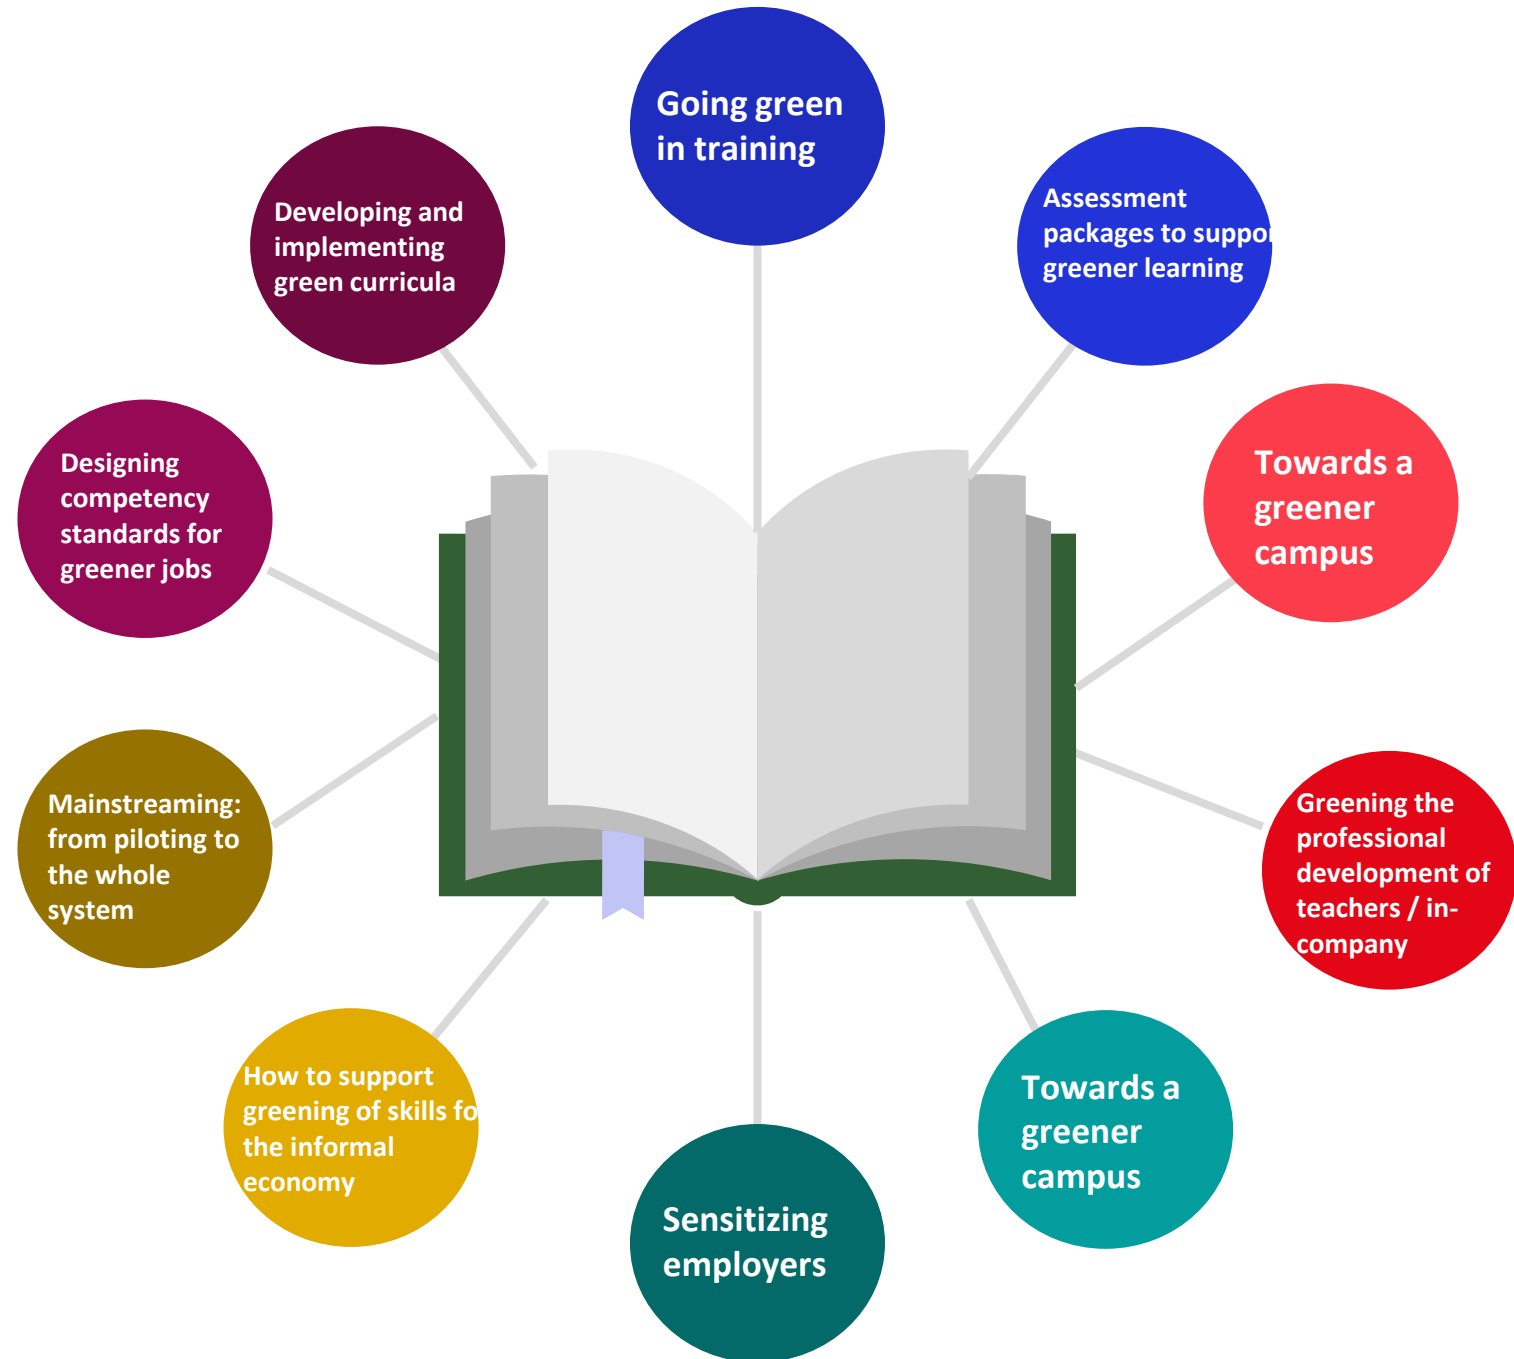 Going green
in training
Assessment
packages to suppor
greener learning
Towards a
greener
campus
Greening the
professional
development of
teachers / in-
company
Towards a
greener
campus
Sensitizing
employers
How to support
greening of skills fo
the informal
economy
Mainstreaming:
from piloting to
the whole
system
Designing
competency
standards for
greener jobs
Developing and
implementing
green curricula